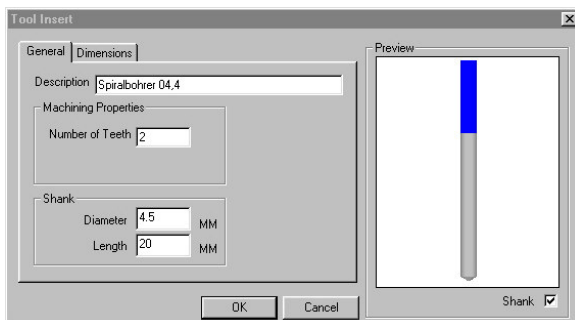 Tool Insert
General Dimensions
Description Spiralbohrer 04,4
Machining Properties
Number of Teeth 2
Shank
Diameter 4.5 MM
Length 20 MM
OK Cancel
Preview
Shank